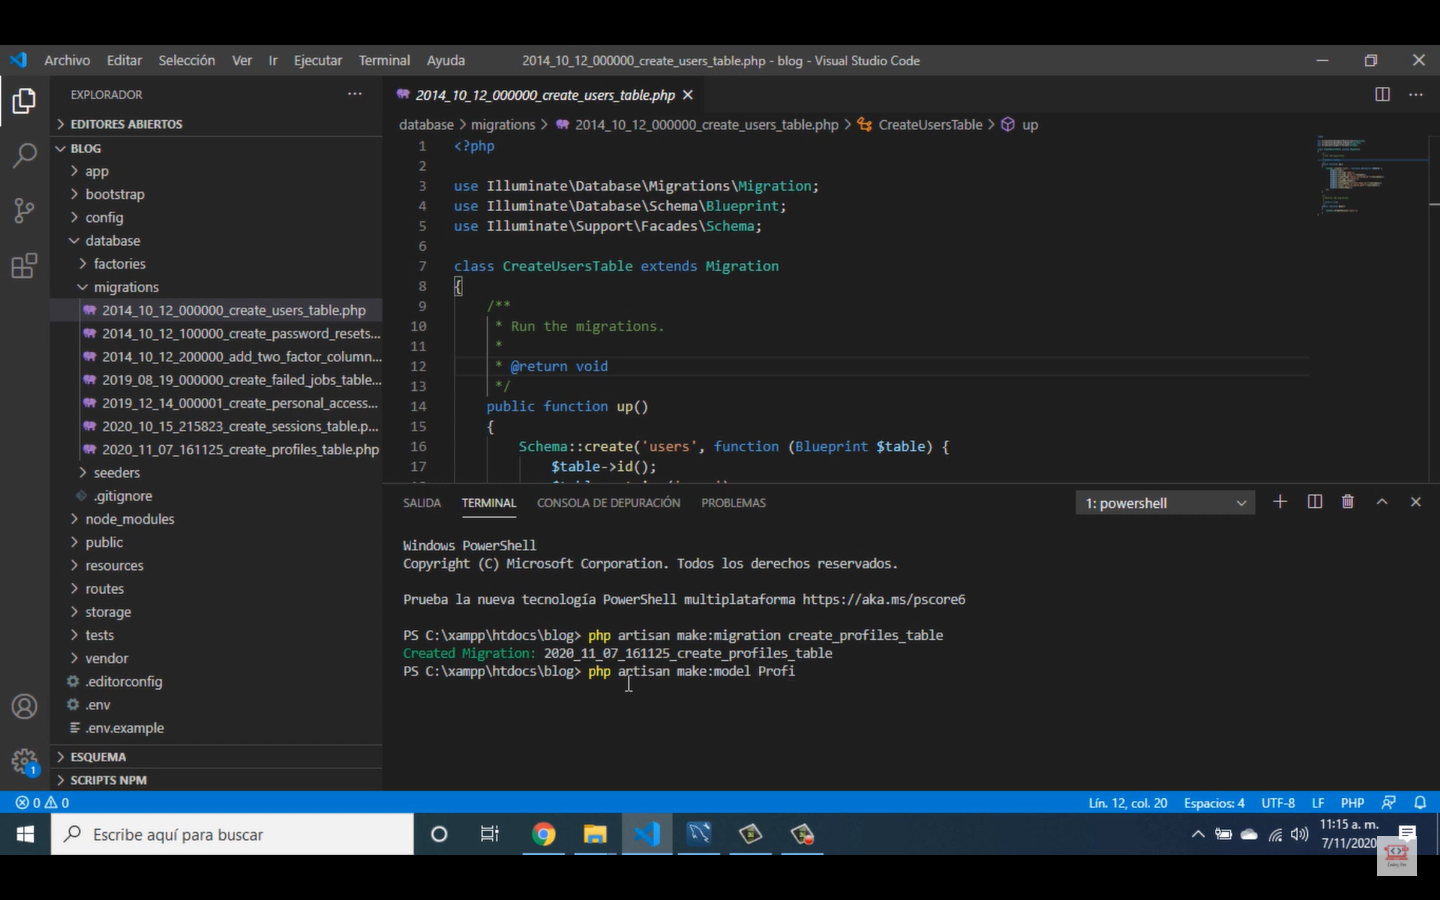 Archivo Editar Selección Ver Ir Ejecutar Terminal Ayuda 2014_10_12_000000_create_users_table.php - blog - Visual Studio Code
EXPLORADOR ···
EDITORES ABIERTOS
BLOG
app
bootstrap
config
database
factories
migrations
2014_10_12_000000_create_users_table.php
2014_10_12_100000_create_password_resets...
2014_10_12_200000_add_two_factor_column...
2019_08_19_000000_create_failed_jobs_table...
2019_12_14_000001_create_personal_access...
2020_10_15_215823_create_sessions_table.p...
2020_11_07_161125_create_profiles_table.php
seeders
.gitignore
node_modules
public
resources
routes
storage
tests
vendor
.editorconfig
.env
.env.example
ESQUEMA
SCRIPTS NPM
1
2014_10_12_000000_create_users_table.php
database > migrations > 2014_10_12_000000_create_users_table.php > CreateUsersTable > up
1 <?php
2
3 use Illuminate\Database\Migrations\Migration;
4 use Illuminate\Database\Schema\Blueprint;
5 use Illuminate\Support\Facades\Schema;
6
7 class CreateUsersTable extends Migration
8 {
9 /**
10 * Run the migrations.
11 *
12 * @return void
13 */
14 public function up()
15 {
16 Schema::create('users', function (Blueprint $table) {
17 $table->id();
SALIDA TERMINAL CONSOLA DE DEPURACIÓN PROBLEMAS 1: powershell
Windows PowerShell
Copyright (C) Microsoft Corporation. Todos los derechos reservados.
Prueba la nueva tecnología PowerShell multiplataforma https://aka.ms/pscore6
PS C:\xampp\htdocs\blog> php artisan make:migration create_profiles_table
Created Migration: 2020_11_07_161125_create_profiles_table
PS C:\xampp\htdocs\blog> php artisan make:model Profi
0 0 Lín. 12, col. 20 Espacios: 4 UTF-8 LF PHP
Escribe aquí para buscar
11:15 a. m.
7/11/2020